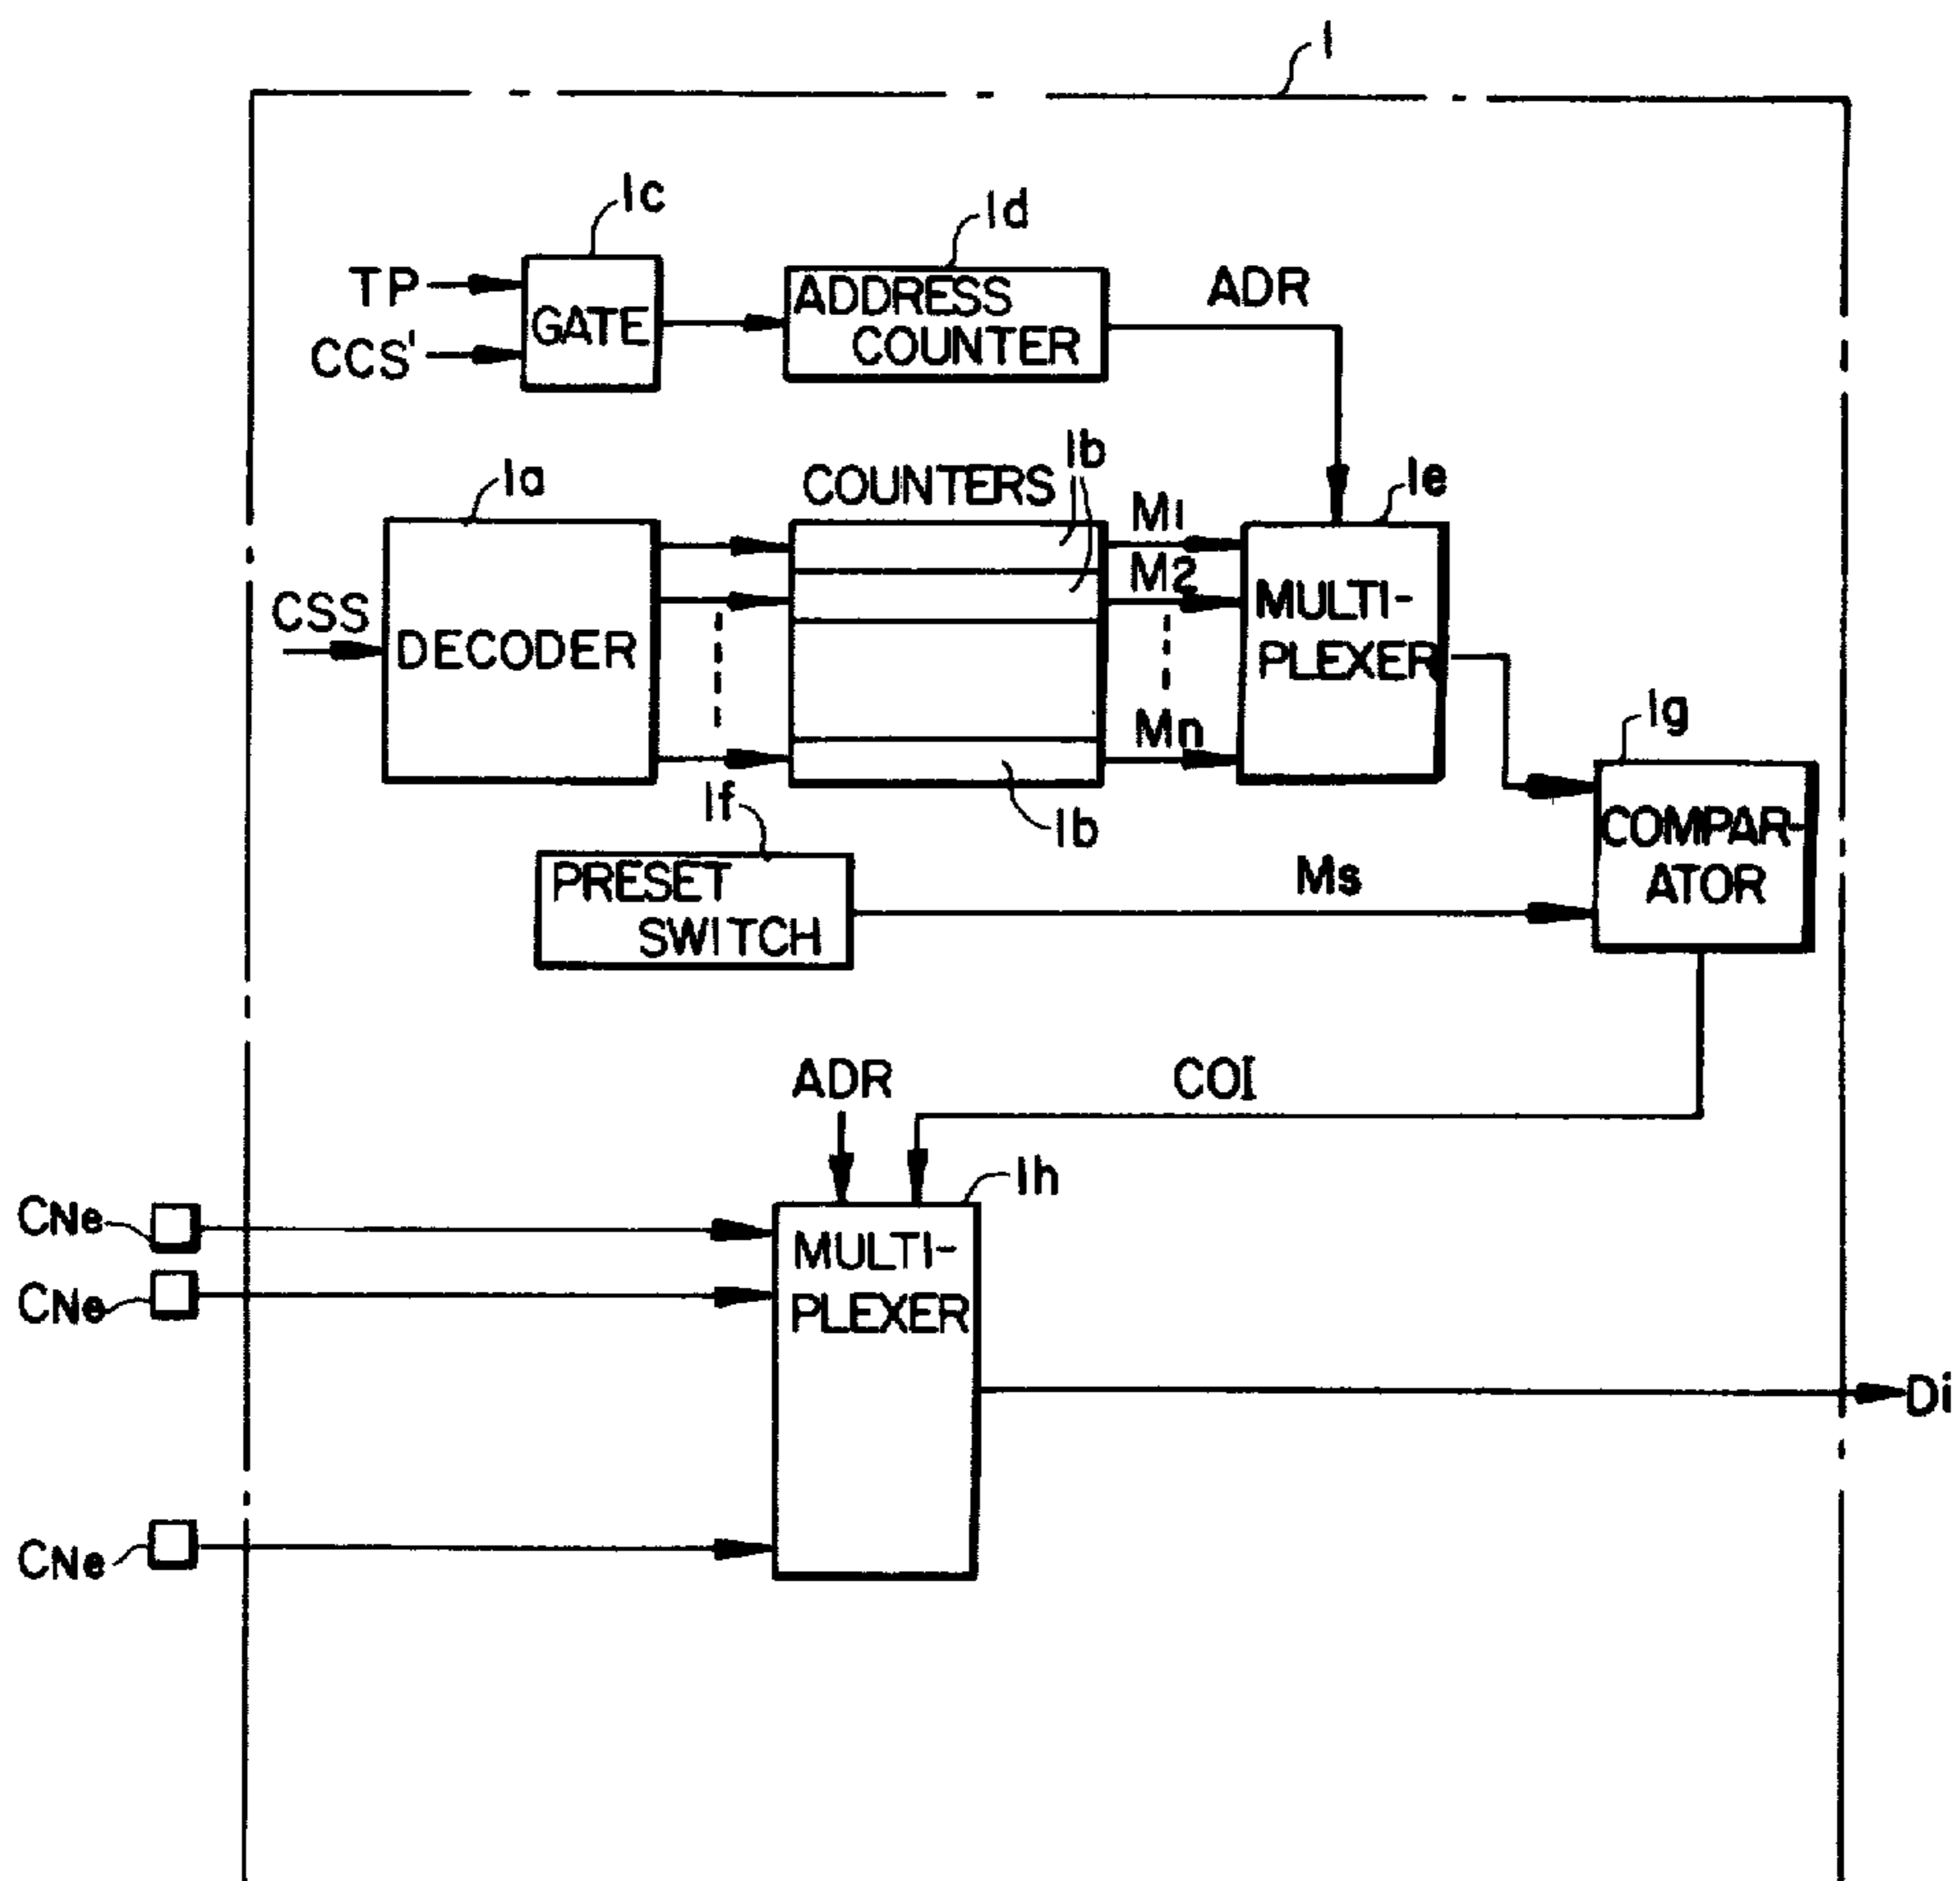 1
1c
1d
TP
CCS'
GATE
ADDRESS
COUNTER
ADR
1a
COUNTERS
1b
1e
CSS
DECODER
M1
M2
Mn
MULTI-
PLEXER
1g
1f
1b
PRESET
SWITCH
Ms
COMPAR-
ATOR
ADR
COI
1h
CNe
CNe
CNe
MULTI-
PLEXER
Di